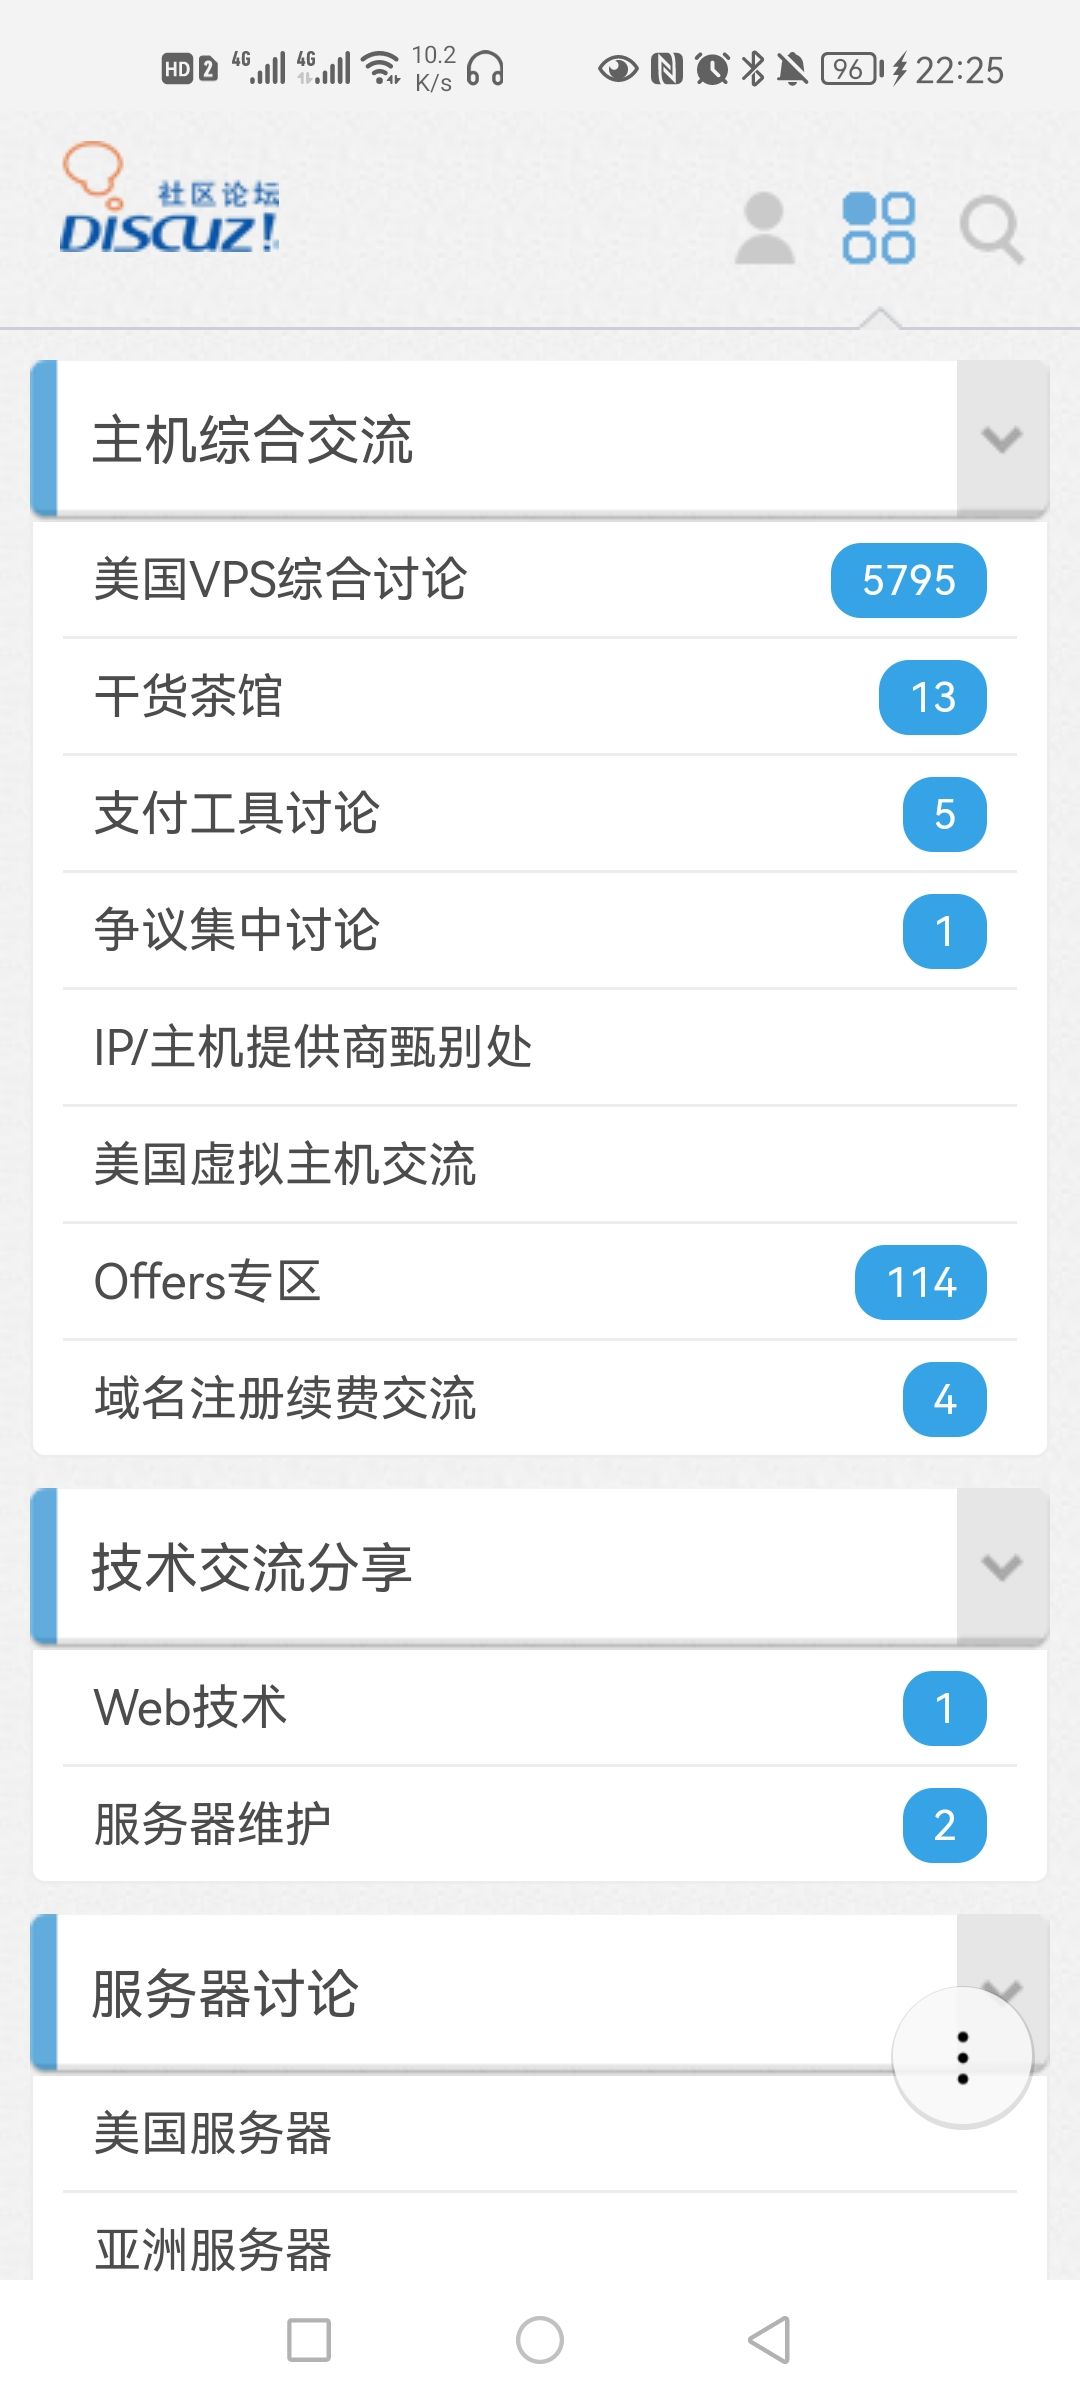 HD 2 4G 4G 10.2 K/s 96 22:25
社区论坛
DISCUZ!
主机综合交流
美国VPS综合讨论 5795
干货茶馆 13
支付工具讨论 5
争议集中讨论 1
IP/主机提供商甄别处
美国虚拟主机交流
Offers专区 114
域名注册续费交流 4
技术交流分享
Web技术 1
服务器维护 2
服务器讨论
美国服务器
亚洲服务器